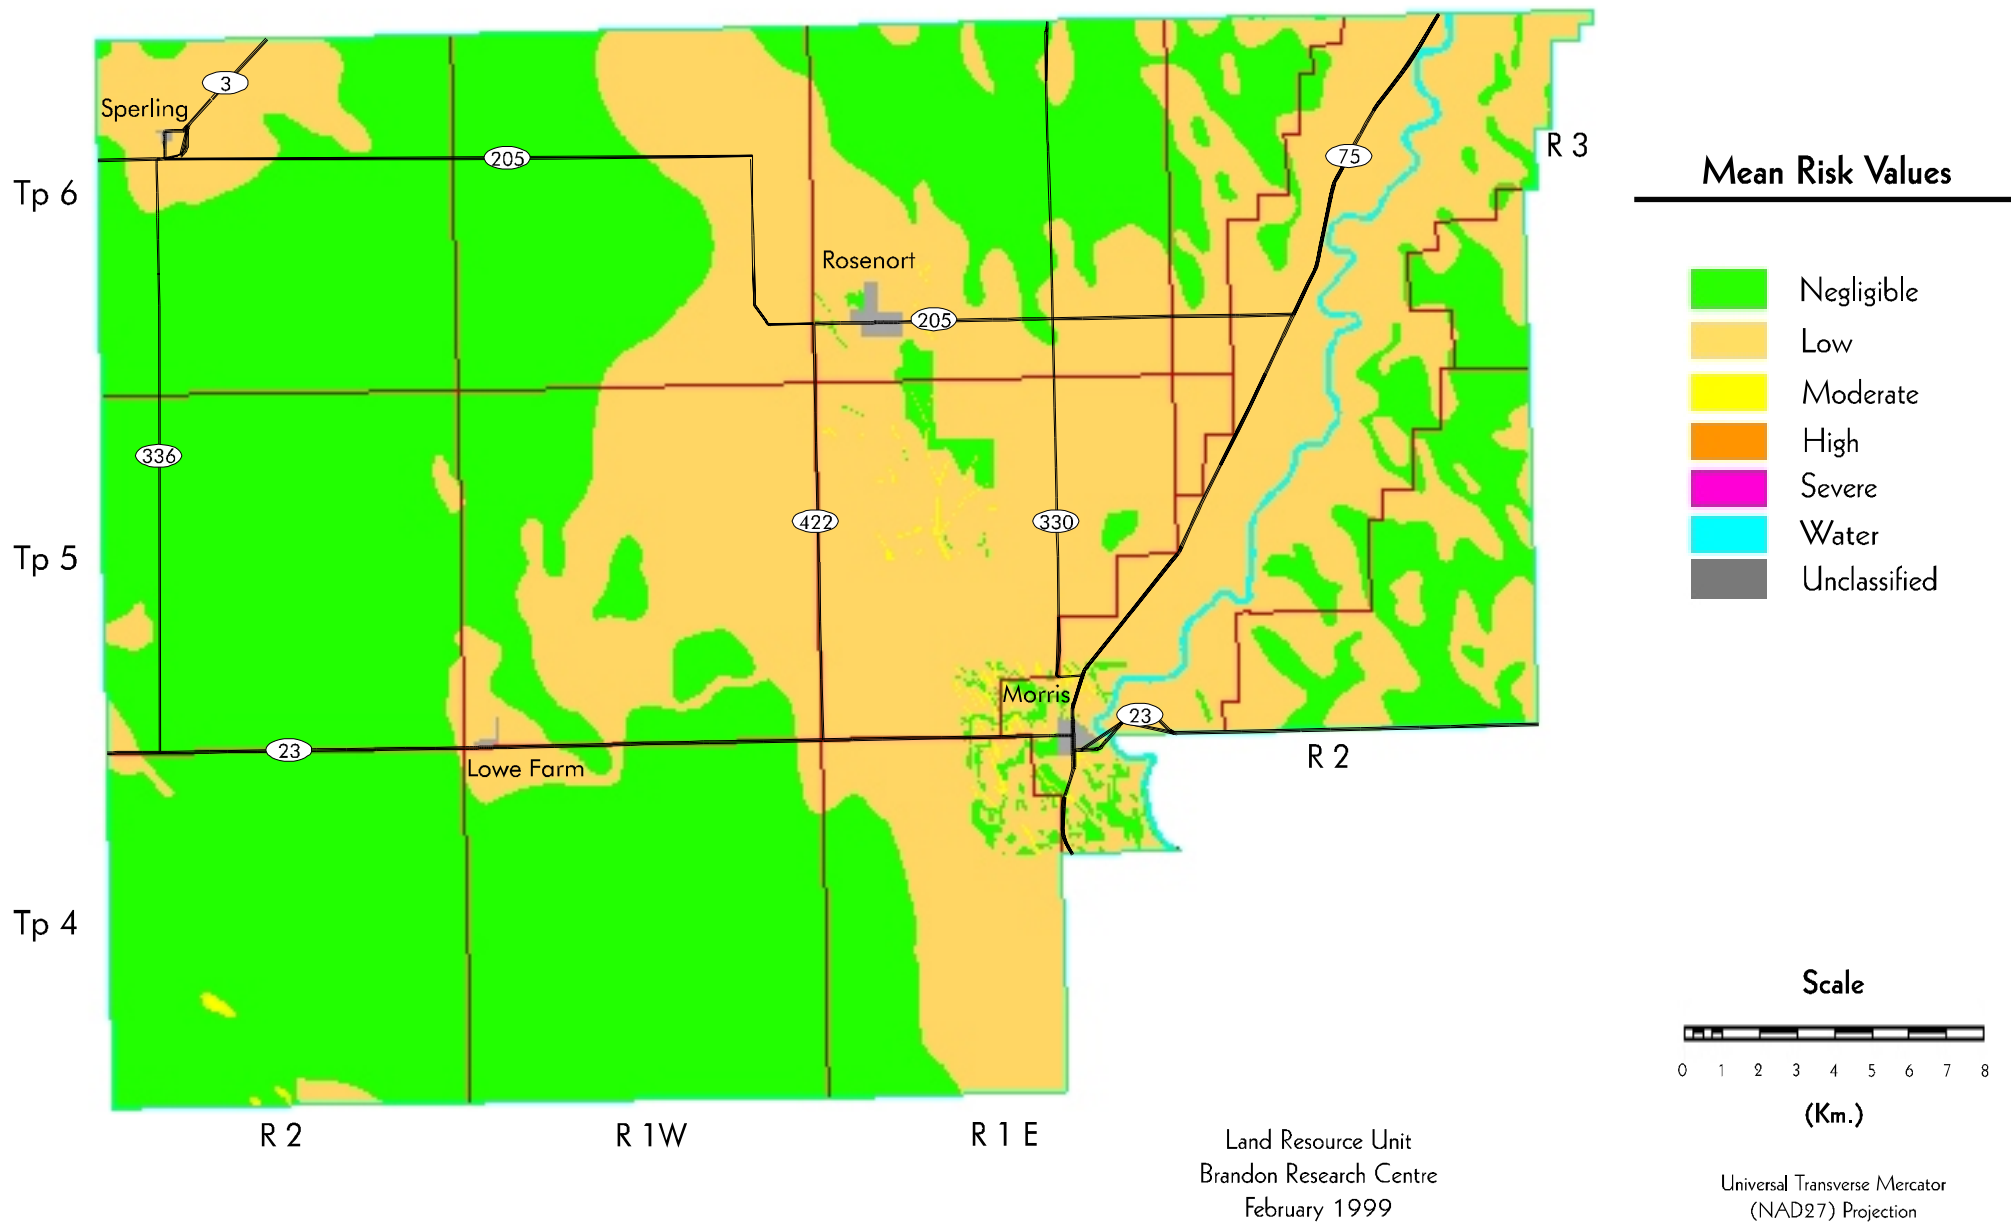 3
Sperling
205
75
R 3
Tp 6
Rosenort
205
336
422
330
Tp 5
Morris
23
23
Lowe Farm
R 2
Tp 4
R 2
R 1W
R 1 E
Mean Risk Values
Negligible
Low
Moderate
High
Severe
Water
Unclassified
Scale
0 1 2 3 4 5 6 7 8
(Km.)
Land Resource Unit
Brandon Research Centre
February 1999
Universal Transverse Mercator
(NAD27) Projection